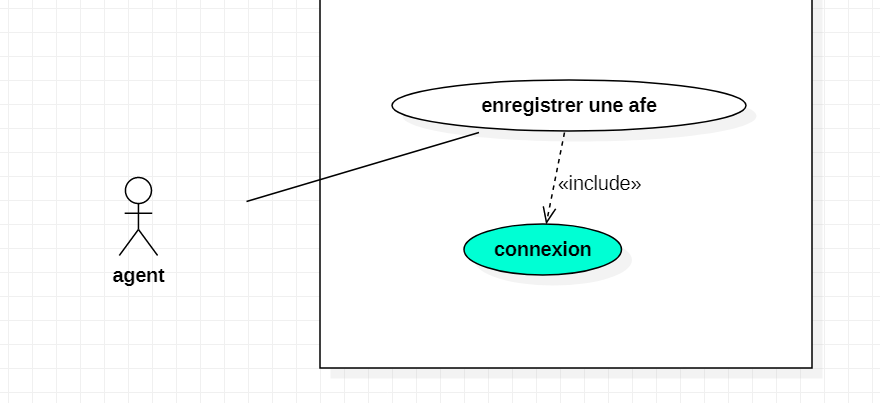 enregistrer une afe
«include»
connexion
agent